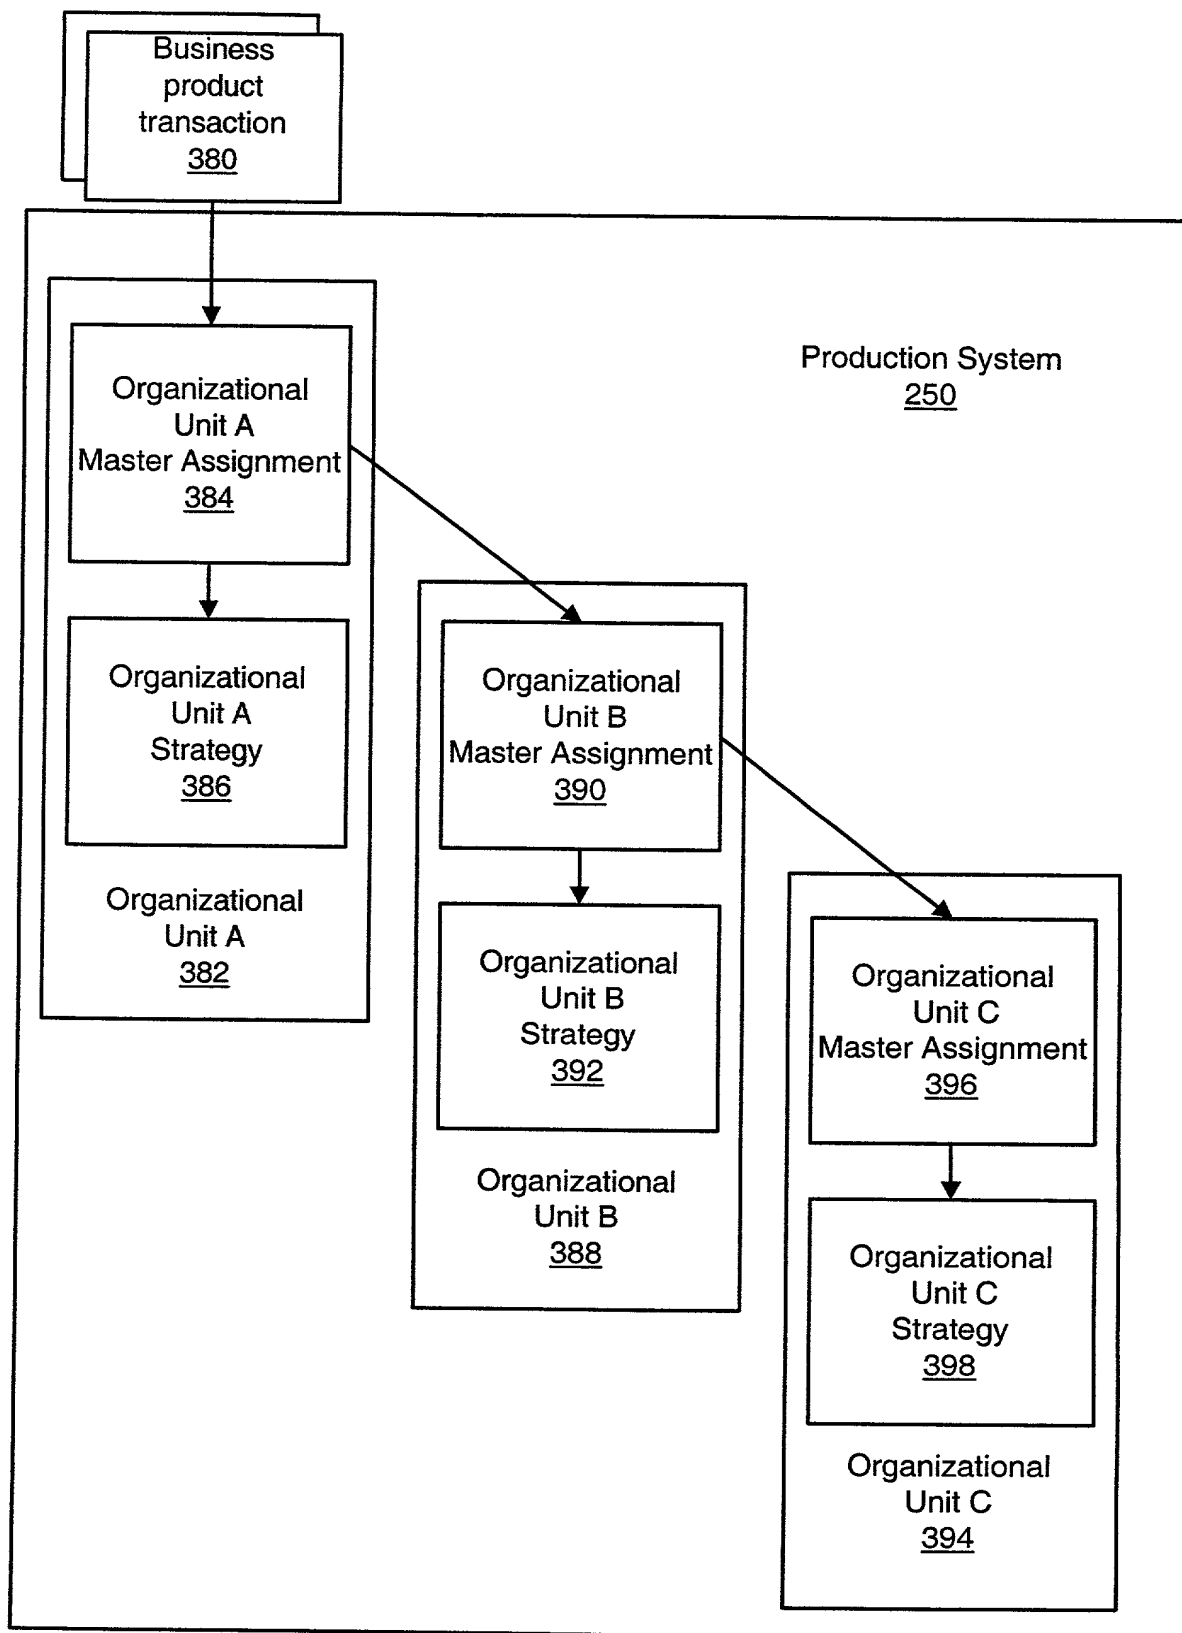 Business
product
transaction
380
Production System
250
Organizational
Unit A
Master Assignment
384
Organizational
Unit A
Strategy
386
Organizational
Unit A
382
Organizational
Unit B
Master Assignment
390
Organizational
Unit B
Strategy
392
Organizational
Unit B
388
Organizational
Unit C
Master Assignment
396
Organizational
Unit C
Strategy
398
Organizational
Unit C
394